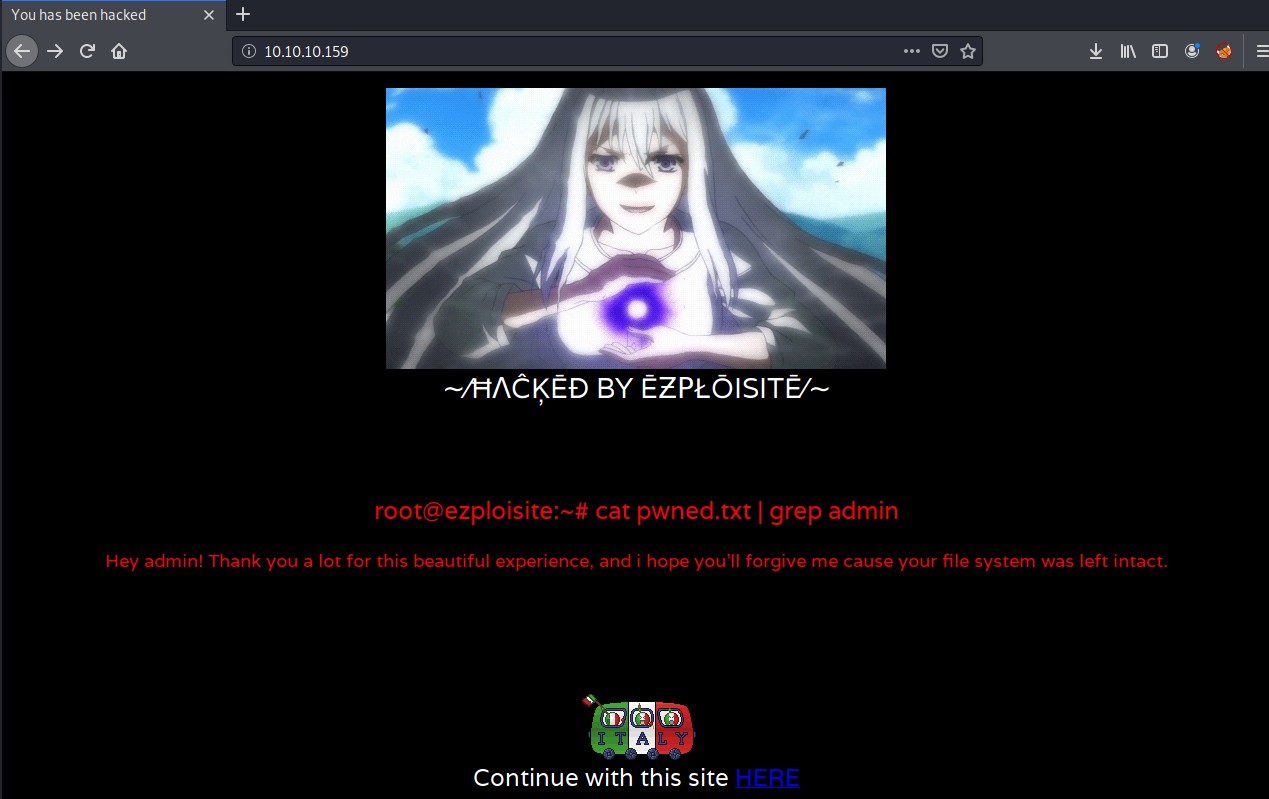 You has been hacked
10.10.10.159
~/ĦΛĈĶĒĐ BY ĒƵPŁŌISITĒ/~
root@ezploisite:~# cat pwned.txt | grep admin
Hey admin! Thank you a lot for this beautiful experience, and i hope you'll forgive me cause your file system was left intact.
ITALY
Continue with this site HERE